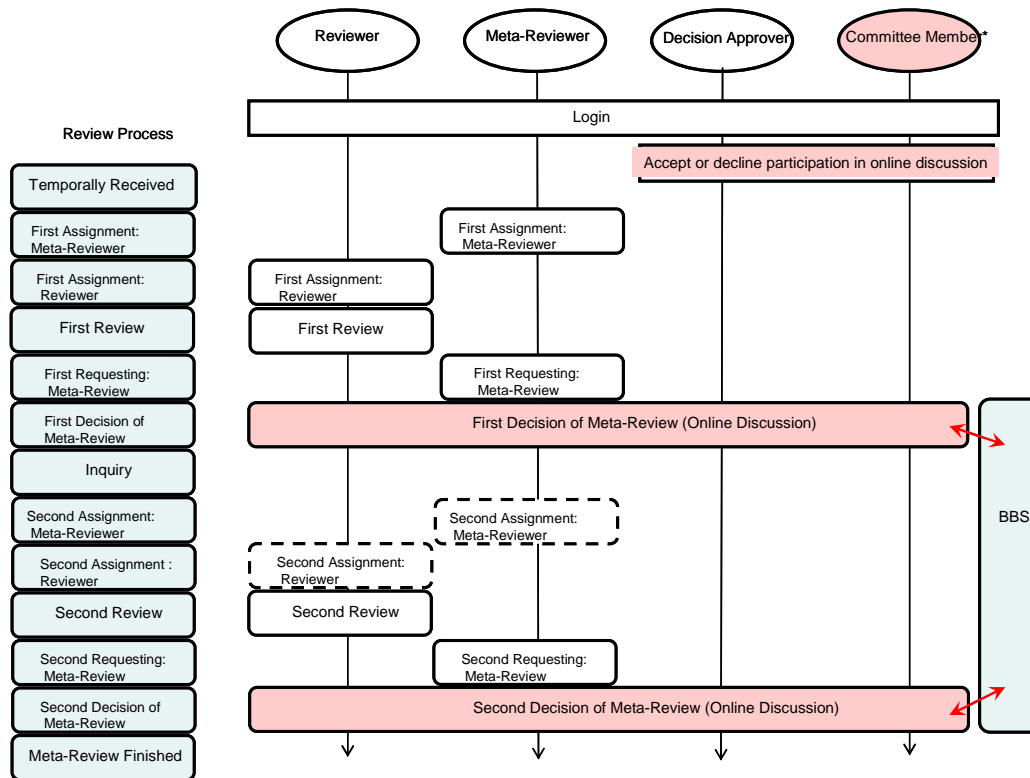 Reviewer
Meta-Reviewer
Decision Approver
Committee Member*
Login
Review Process
Accept or decline participation in online discussion
Temporally Received
First Assignment:
Meta-Reviewer
First Assignment:
Meta-Reviewer
First Assignment:
Reviewer
First Assignment:
Reviewer
First Review
First Review
First Requesting:
Meta-Review
First Requesting:
Meta-Review
First Decision of
Meta-Review
First Decision of Meta-Review (Online Discussion)
Inquiry
Second Assignment:
Meta-Reviewer
Second Assignment:
Meta-Reviewer
BBS
Second Assignment :
Reviewer
Second Assignment:
Reviewer
Second Review
Second Review
Second Requesting:
Meta-Review
Second Requesting:
Meta-Review
Second Decision of
Meta-Review
Second Decision of Meta-Review (Online Discussion)
Meta-Review Finished